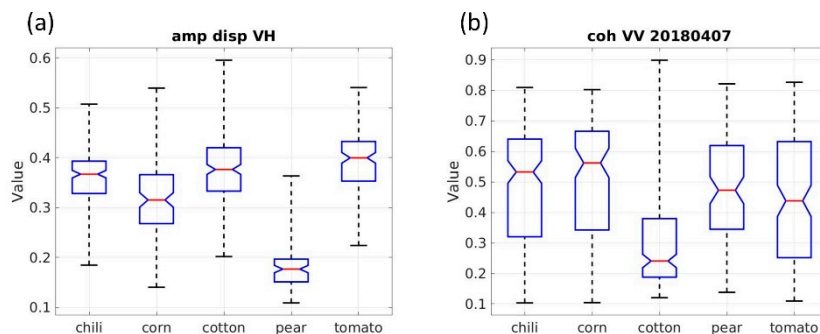 (a)
amp disp VH
Value
0.6
0.5
0.4
0.3
0.2
0.1
chili corn cotton pear tomato
(b)
coh VV 20180407
Value
0.9
0.8
0.7
0.6
0.5
0.4
0.3
0.2
0.1
chili corn cotton pear tomato